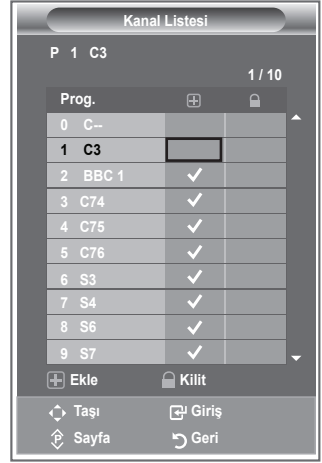 Kanal Listesi
P 1 C3
1 / 10
Prog.
0 C--
1 C3
2 BBC 1
3 C74
4 C75
5 C76
6 S3
7 S4
8 S6
9 S7
Ekle Kilit
Taşı Giriş
P Sayfa Geri